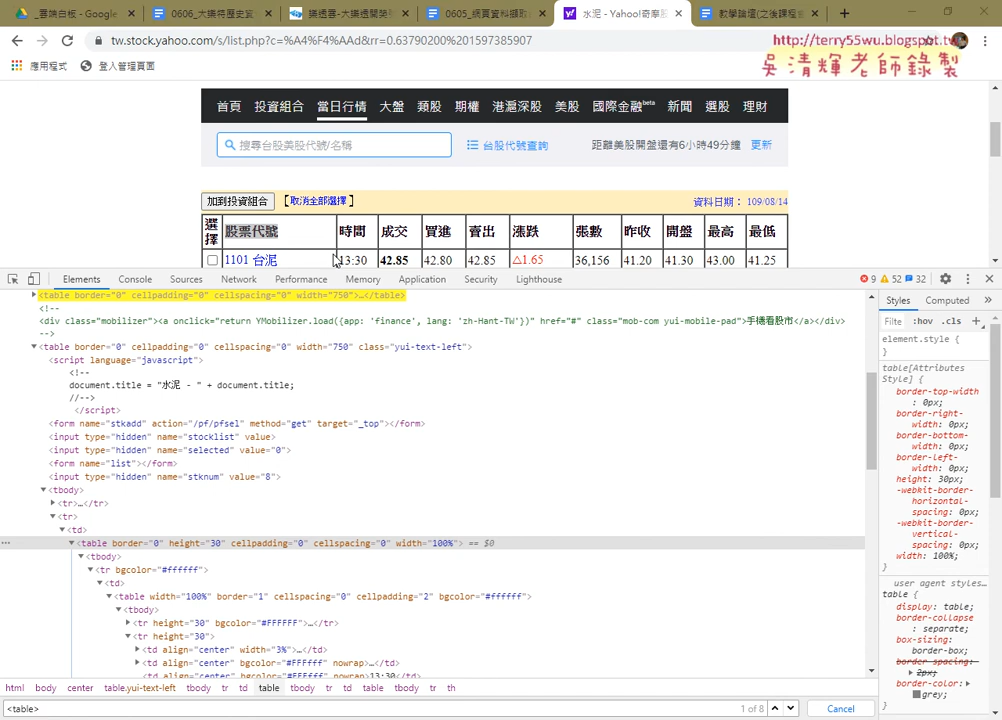 _雲端白板 - Google
0606_大樂特歷史資
樂透雲-大樂透開獎號
0605_網頁資料擷取
水泥 - Yahoo!奇摩股
教學論壇(之後課程
tw.stock.yahoo.com/s/list.php?c=%A4%F4%AAd&rr=0.63790200%201597385907
http://terry55wu.blogspot.tw
應用程式 登入管理頁面
吳清輝老師錄製
首頁 投資組合 當日行情 大盤 類股 期權 港滬深股 美股 國際金融beta 新聞 選股 理財
搜尋台股美股代號/名稱 台股代號查詢 距離美股開盤還有6小時49分鐘 更新
加到投資組合 【取消全部選擇】 資料日期： 109/08/14
選擇 股票代號 時間 成交 買進 賣出 漲跌 張數 昨收 開盤 最高 最低
1101 台泥 13:30 42.85 42.80 42.85 △1.65 36,156 41.20 41.30 43.00 41.25
Elements Console Sources Network Performance Memory Application Security Lighthouse 9 52 32
<table border="0" cellpadding="0" cellspacing="0" width="750">…</table>
<!--
<div class="mobilizer"><a onclick="return YMobilizer.load({app: 'finance', lang: 'zh-Hant-TW'})" href="#" class="mob-com yui-mobile-pad">手機看股市</a></div>
-->
<table border="0" cellpadding="0" cellspacing="0" width="750" class="yui-text-left">
<script language="javascript">
<!--
document.title = "水泥 - " + document.title;
//-->
</script>
<form name="stkadd" action="/pf/pfsel" method="get" target="_top"></form>
<input type="hidden" name="stocklist" value>
<input type="hidden" name="selected" value="0">
<form name="list"></form>
<input type="hidden" name="stknum" value="8">
<tbody>
<tr>…</tr>
<tr>
<td>
<table border="0" height="30" cellpadding="0" cellspacing="0" width="100%"> == $0
<tbody>
<tr bgcolor="#ffffff">
<td>
<table width="100%" border="1" cellspacing="0" cellpadding="2" bgcolor="#ffffff">
<tbody>
<tr height="30" bgcolor="#FFFFFF">…</tr>
<tr height="30">
<td align="center" width="3%">…</td>
<td align="center" bgcolor="#FFFFFF" nowrap>…</td>
<td align="center" bgcolor="#FFFFFF" nowrap>13:30</td>
html body center table.yui-text-left tbody tr td table tbody tr td table tbody tr th
<table> 1 of 8 Cancel
Styles Computed
Filte :hov .cls +
element.style {
}
table[Attributes
Style] {
border-top-width
: 0px;
border-right-
width: 0px;
border-bottom-
width: 0px;
border-left-
width: 0px;
height: 30px;
-webkit-border-
horizontal-
spacing: 0px;
-webkit-border-
vertical-
spacing: 0px;
width: 100%;
}
user agent styles…
table {
display: table;
border-collapse
: separate;
box-sizing:
border-box;
border-spacing:
2px;
border-color:
grey;